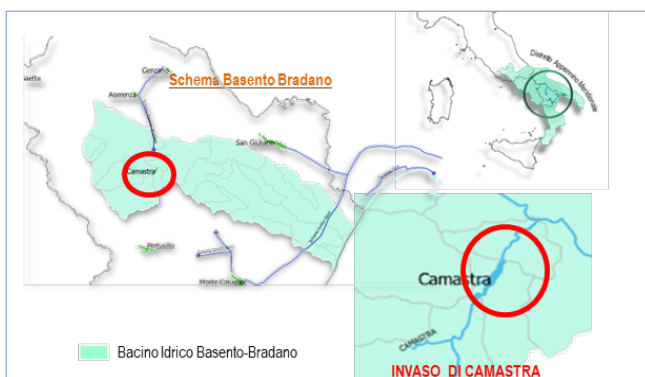 Gaeta
Genzano
Schema Basento Bradano
Acerenza
San Giuliano
Camastra
Pertusillo
Monte Cotugno
Distretto Appennino Meridionale
Camastra
CAMASTRA
INVASO DI CAMASTRA
Bacino Idrico Basento-Bradano